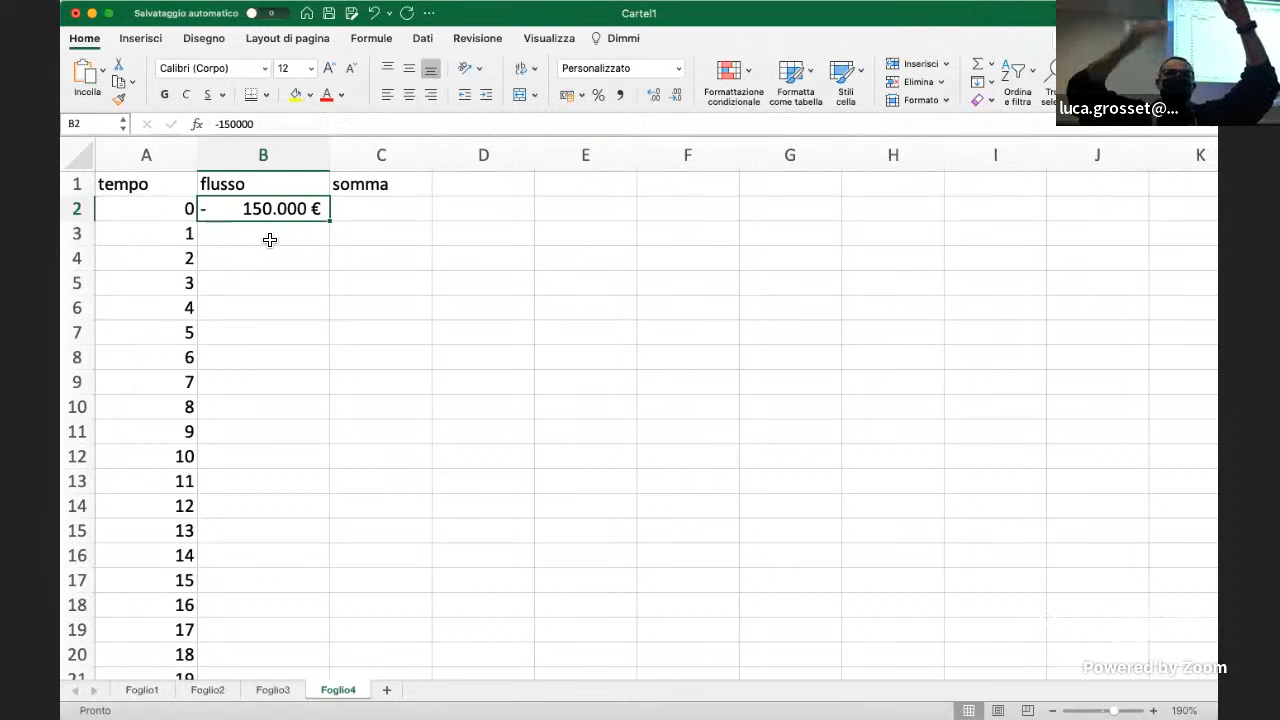 Salvataggio automatico 0 Cartel1
Home Inserisci Disegno Layout di pagina Formule Dati Revisione Visualizza Dimmi
Incolla Calibri (Corpo) 12 A A Personalizzato Formattazione condizionale Formatta come tabella Stili cella Inserisci Elimina Formato Ordina e filtra
G C S A % 
luca.grosset@...
B2 fx -150000
A B C D E F G H I J K
1 tempo flusso somma
2 0 - 150.000 €
3 1
4 2
5 3
6 4
7 5
8 6
9 7
10 8
11 9
12 10
13 11
14 12
15 13
16 14
17 15
18 16
19 17
20 18
21 19
Powered by Zoom
Foglio1 Foglio2 Foglio3 Foglio4 +
Pronto 190%